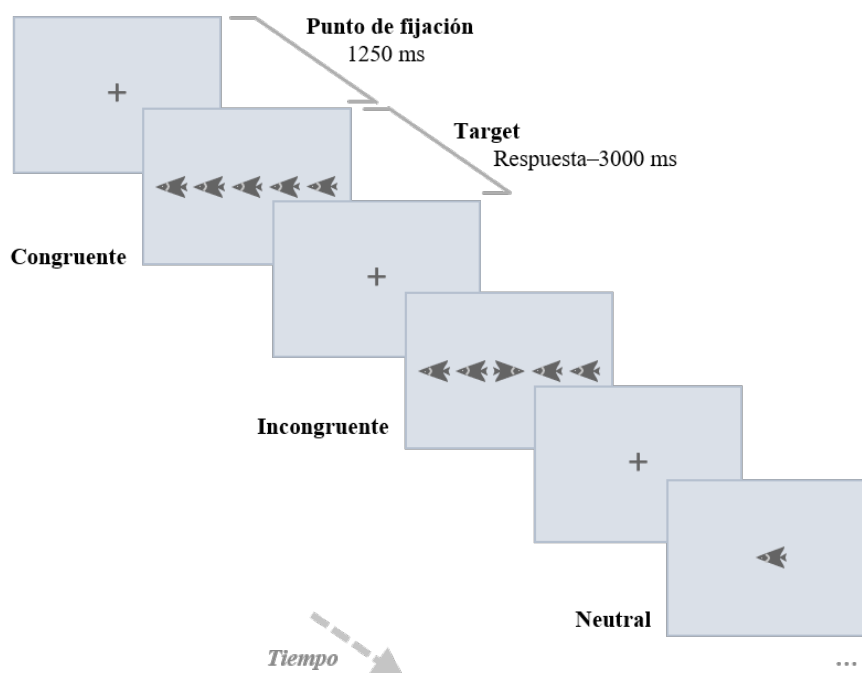 Punto de fijación
1250 ms
Target
Respuesta–3000 ms
Congruente
Incongruente
Neutral
Tiempo
...